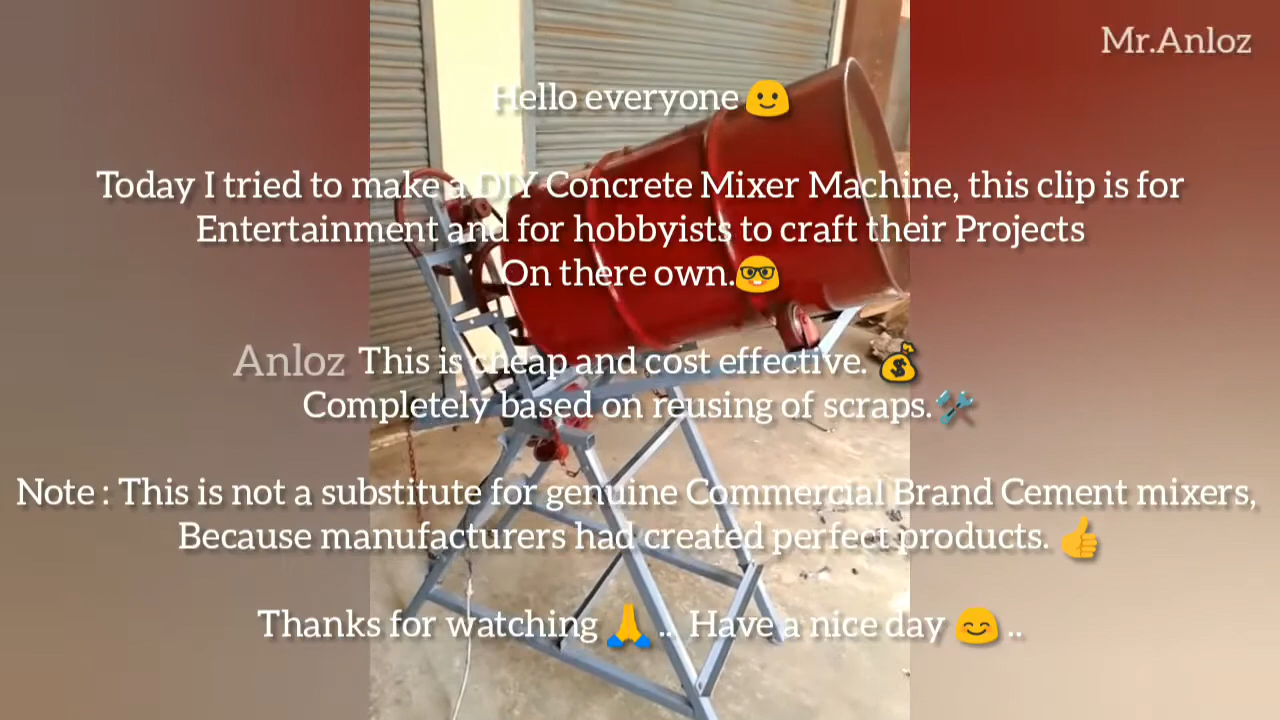 Mr.Anloz
Hello everyone 🙂
Today I tried to make a DIY Concrete Mixer Machine, this clip is for
Entertainment and for hobbyists to craft their Projects
On there own.🤓
Anloz This is cheap and cost effective. 💰
Completely based on reusing of scraps.🛠️
Note : This is not a substitute for genuine Commercial Brand Cement mixers,
Because manufacturers had created perfect products. 👍
Thanks for watching 🙏.. Have a nice day 😊..